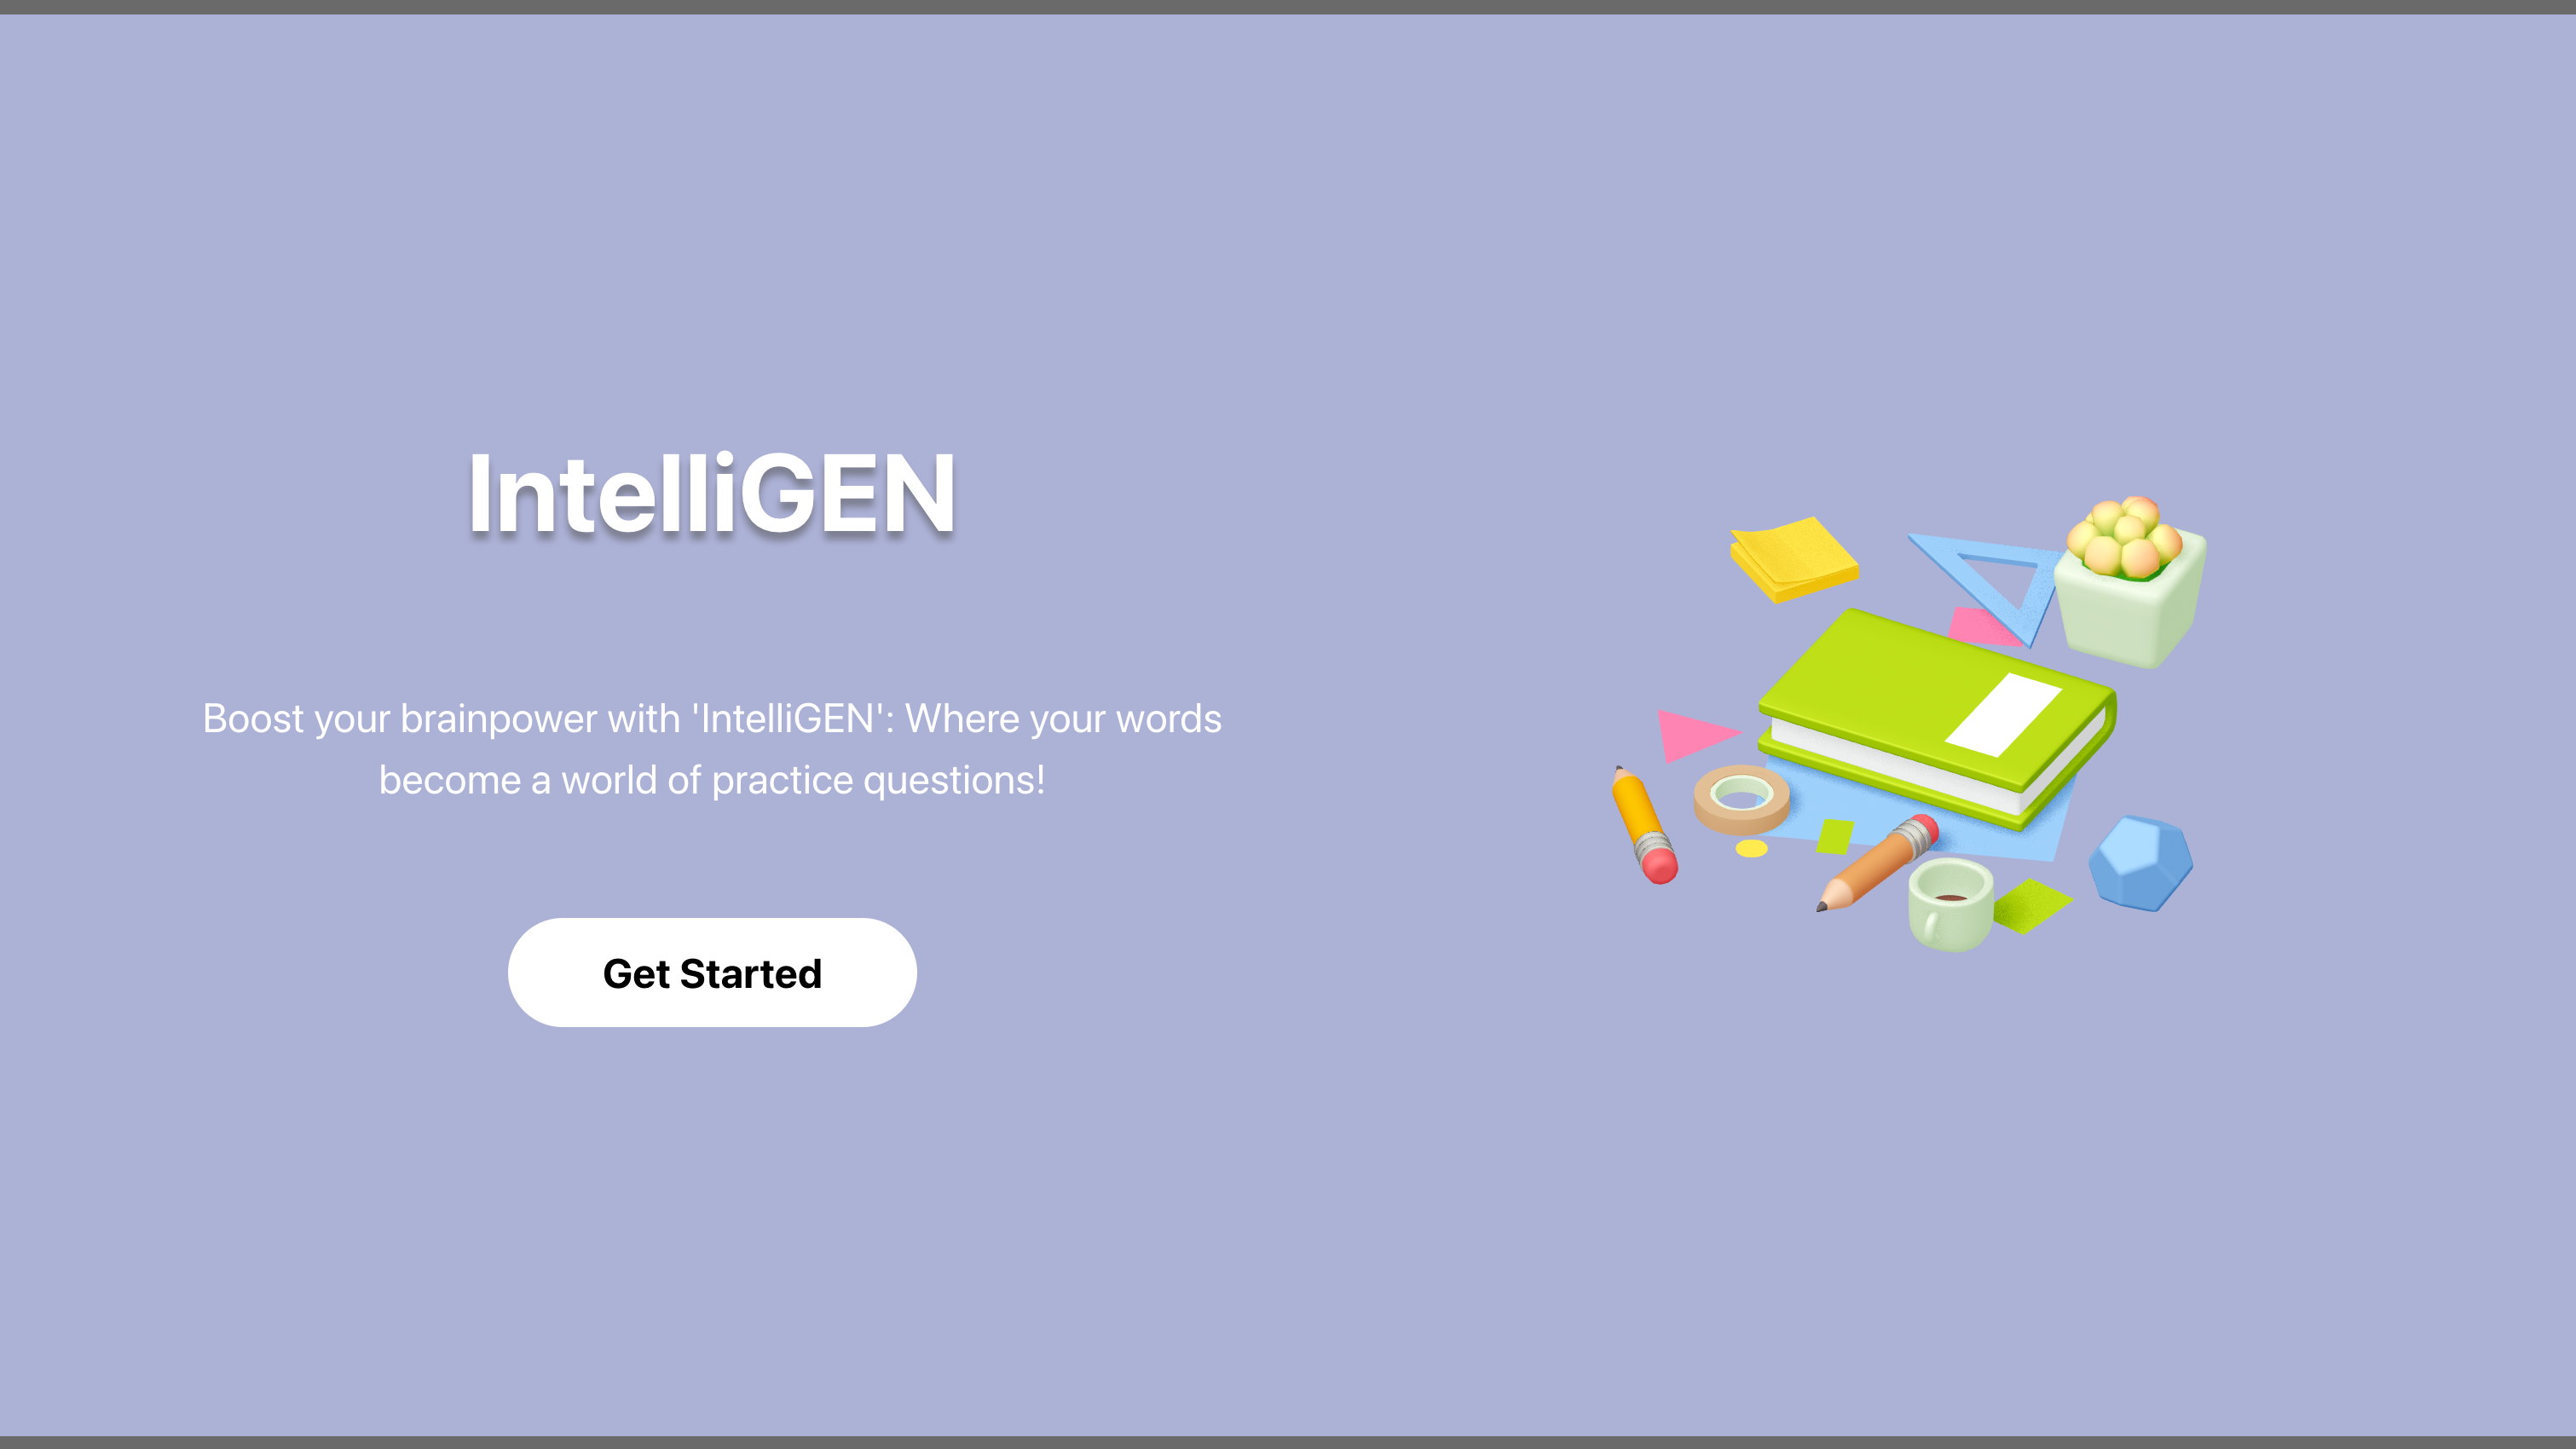 IntelliGEN
Boost your brainpower with 'IntelliGEN': Where your words
become a world of practice questions!
Get Started